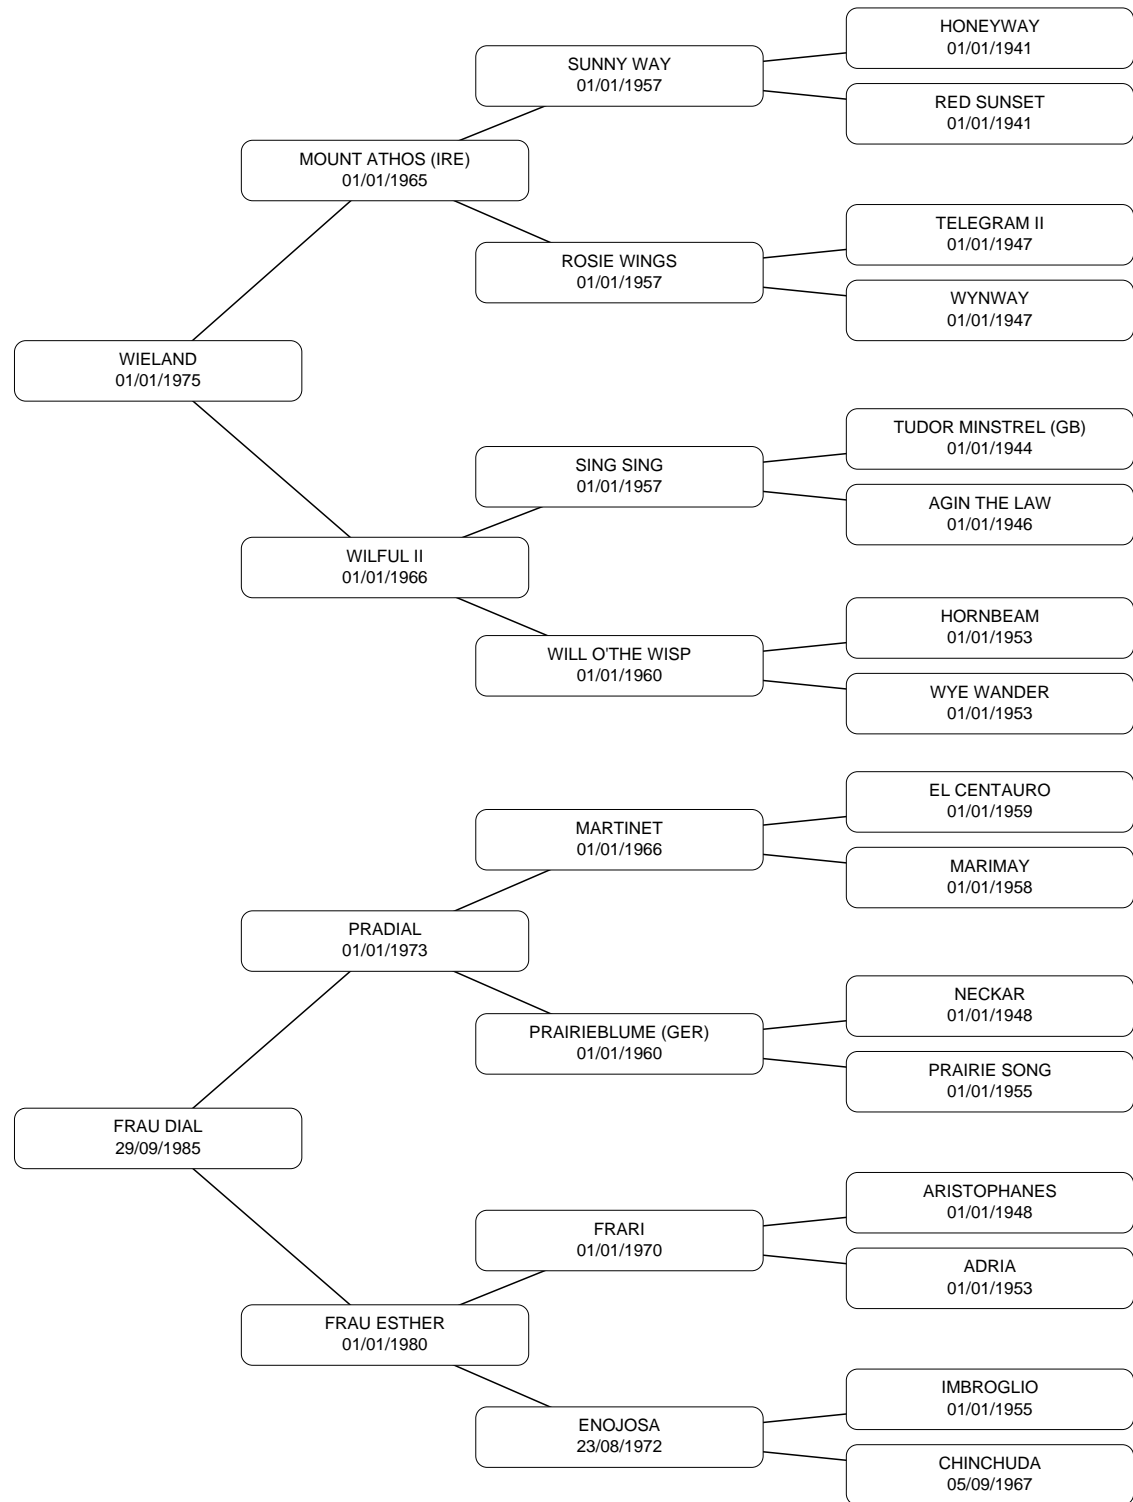 HONEYWAY
01/01/1941
SUNNY WAY
01/01/1957
RED SUNSET
01/01/1941
MOUNT ATHOS (IRE)
01/01/1965
TELEGRAM II
01/01/1947
ROSIE WINGS
01/01/1957
WYNWAY
01/01/1947
WIELAND
01/01/1975
TUDOR MINSTREL (GB)
01/01/1944
SING SING
01/01/1957
AGIN THE LAW
01/01/1946
WILFUL II
01/01/1966
HORNBEAM
01/01/1953
WILL O'THE WISP
01/01/1960
WYE WANDER
01/01/1953
EL CENTAURO
01/01/1959
MARTINET
01/01/1966
MARIMAY
01/01/1958
PRADIAL
01/01/1973
NECKAR
01/01/1948
PRAIRIEBLUME (GER)
01/01/1960
PRAIRIE SONG
01/01/1955
FRAU DIAL
29/09/1985
ARISTOPHANES
01/01/1948
FRARI
01/01/1970
ADRIA
01/01/1953
FRAU ESTHER
01/01/1980
IMBROGLIO
01/01/1955
ENOJOSA
23/08/1972
CHINCHUDA
05/09/1967